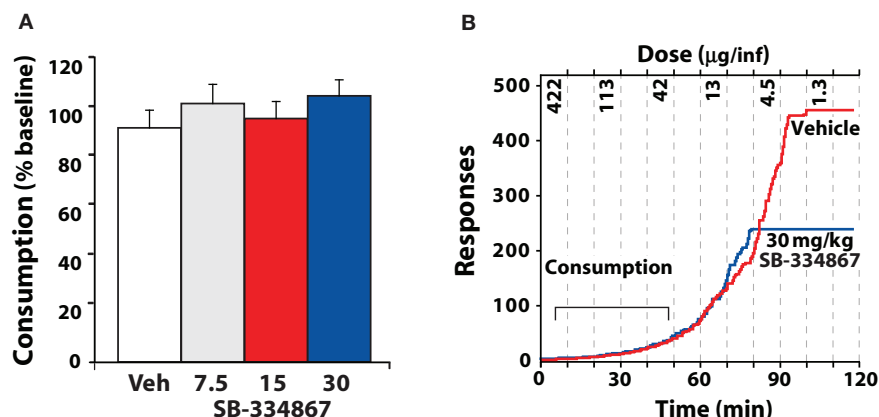 A
Consumption (% baseline)
120
100
80
60
40
20
0
Veh 7.5 15 30
SB-334867
B
Dose (μg/inf)
422 113 42 13 4.5 1.3
Responses
500
400
300
200
100
0
Vehicle
30 mg/kg
SB-334867
Consumption
0 30 60 90 120
Time (min)